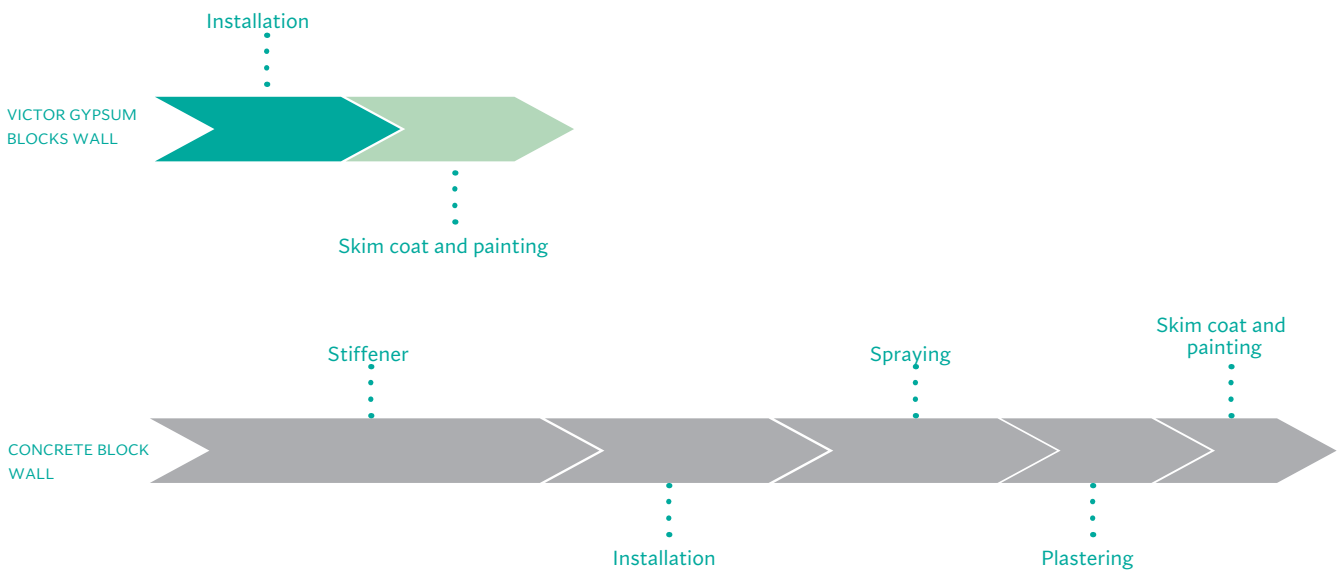 Installation
VICTOR GYPSUM
BLOCKS WALL
Skim coat and painting
Skim coat and
painting
Stiffener
Spraying
CONCRETE BLOCK
WALL
Installation
Plastering